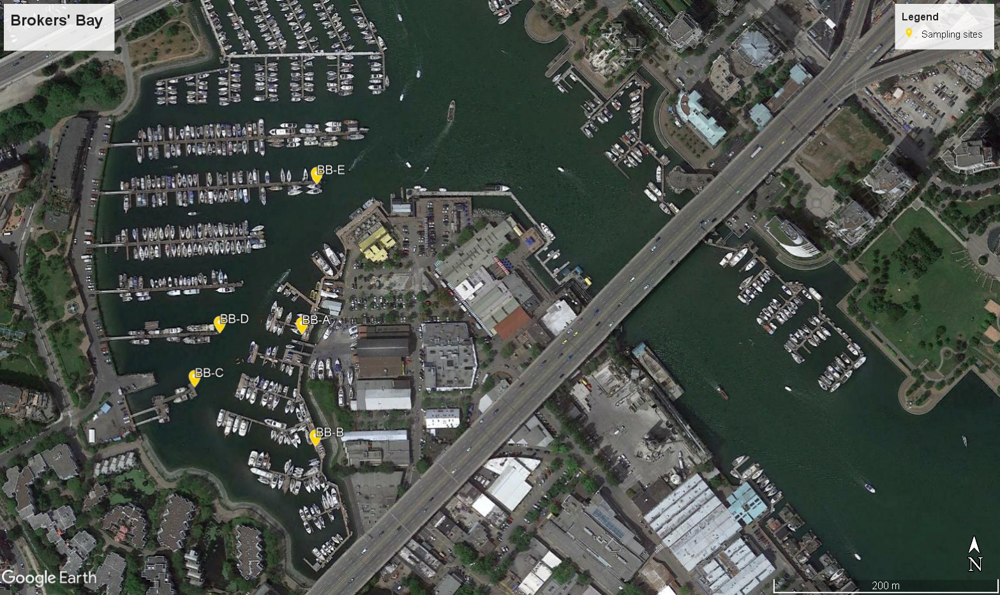 Brokers' Bay
Legend
Sampling sites
BB-E
BB-D
BB-A
BB-C
BB-B
N
Google Earth
200 m